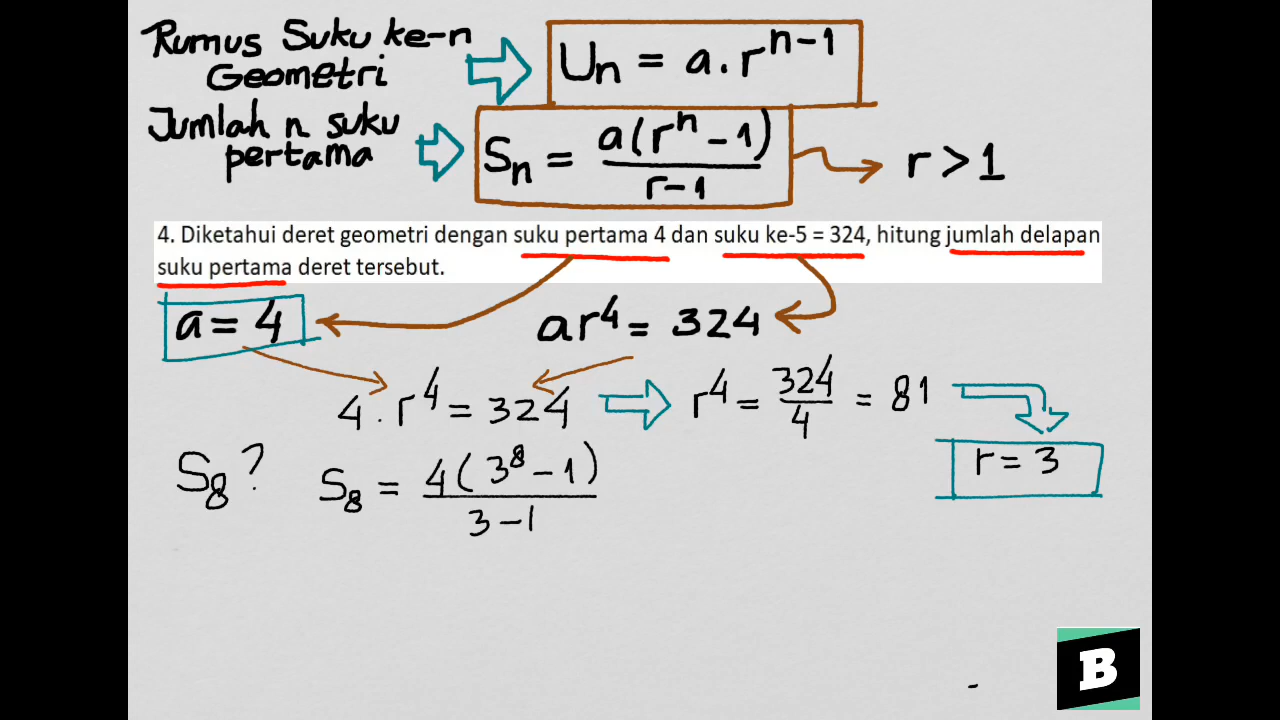 Rumus Suku ke-n
Geometri
Un = a . r^(n-1)
Jumlah n suku
pertama
Sn = a(r^n - 1) / (r-1)
r > 1
4. Diketahui deret geometri dengan suku pertama 4 dan suku ke-5 = 324, hitung jumlah delapan
suku pertama deret tersebut.
a = 4
ar^4 = 324
4 . r^4 = 324
r^4 = 324/4 = 81
r = 3
S8 ?
S8 = 4(3^8 - 1) / (3-1)
B